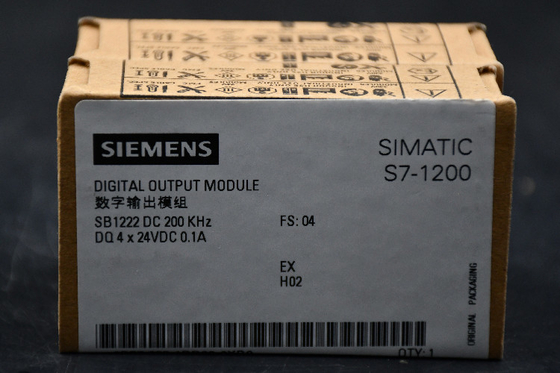 SIEMENS
SIMATIC
S7-1200
DIGITAL OUTPUT MODULE
数字输出模组
SB1222 DC 200 KHz
FS: 04
DQ 4 x 24VDC 0.1A
EX
H02
ORIGINAL PACKAGING
QTY: 1